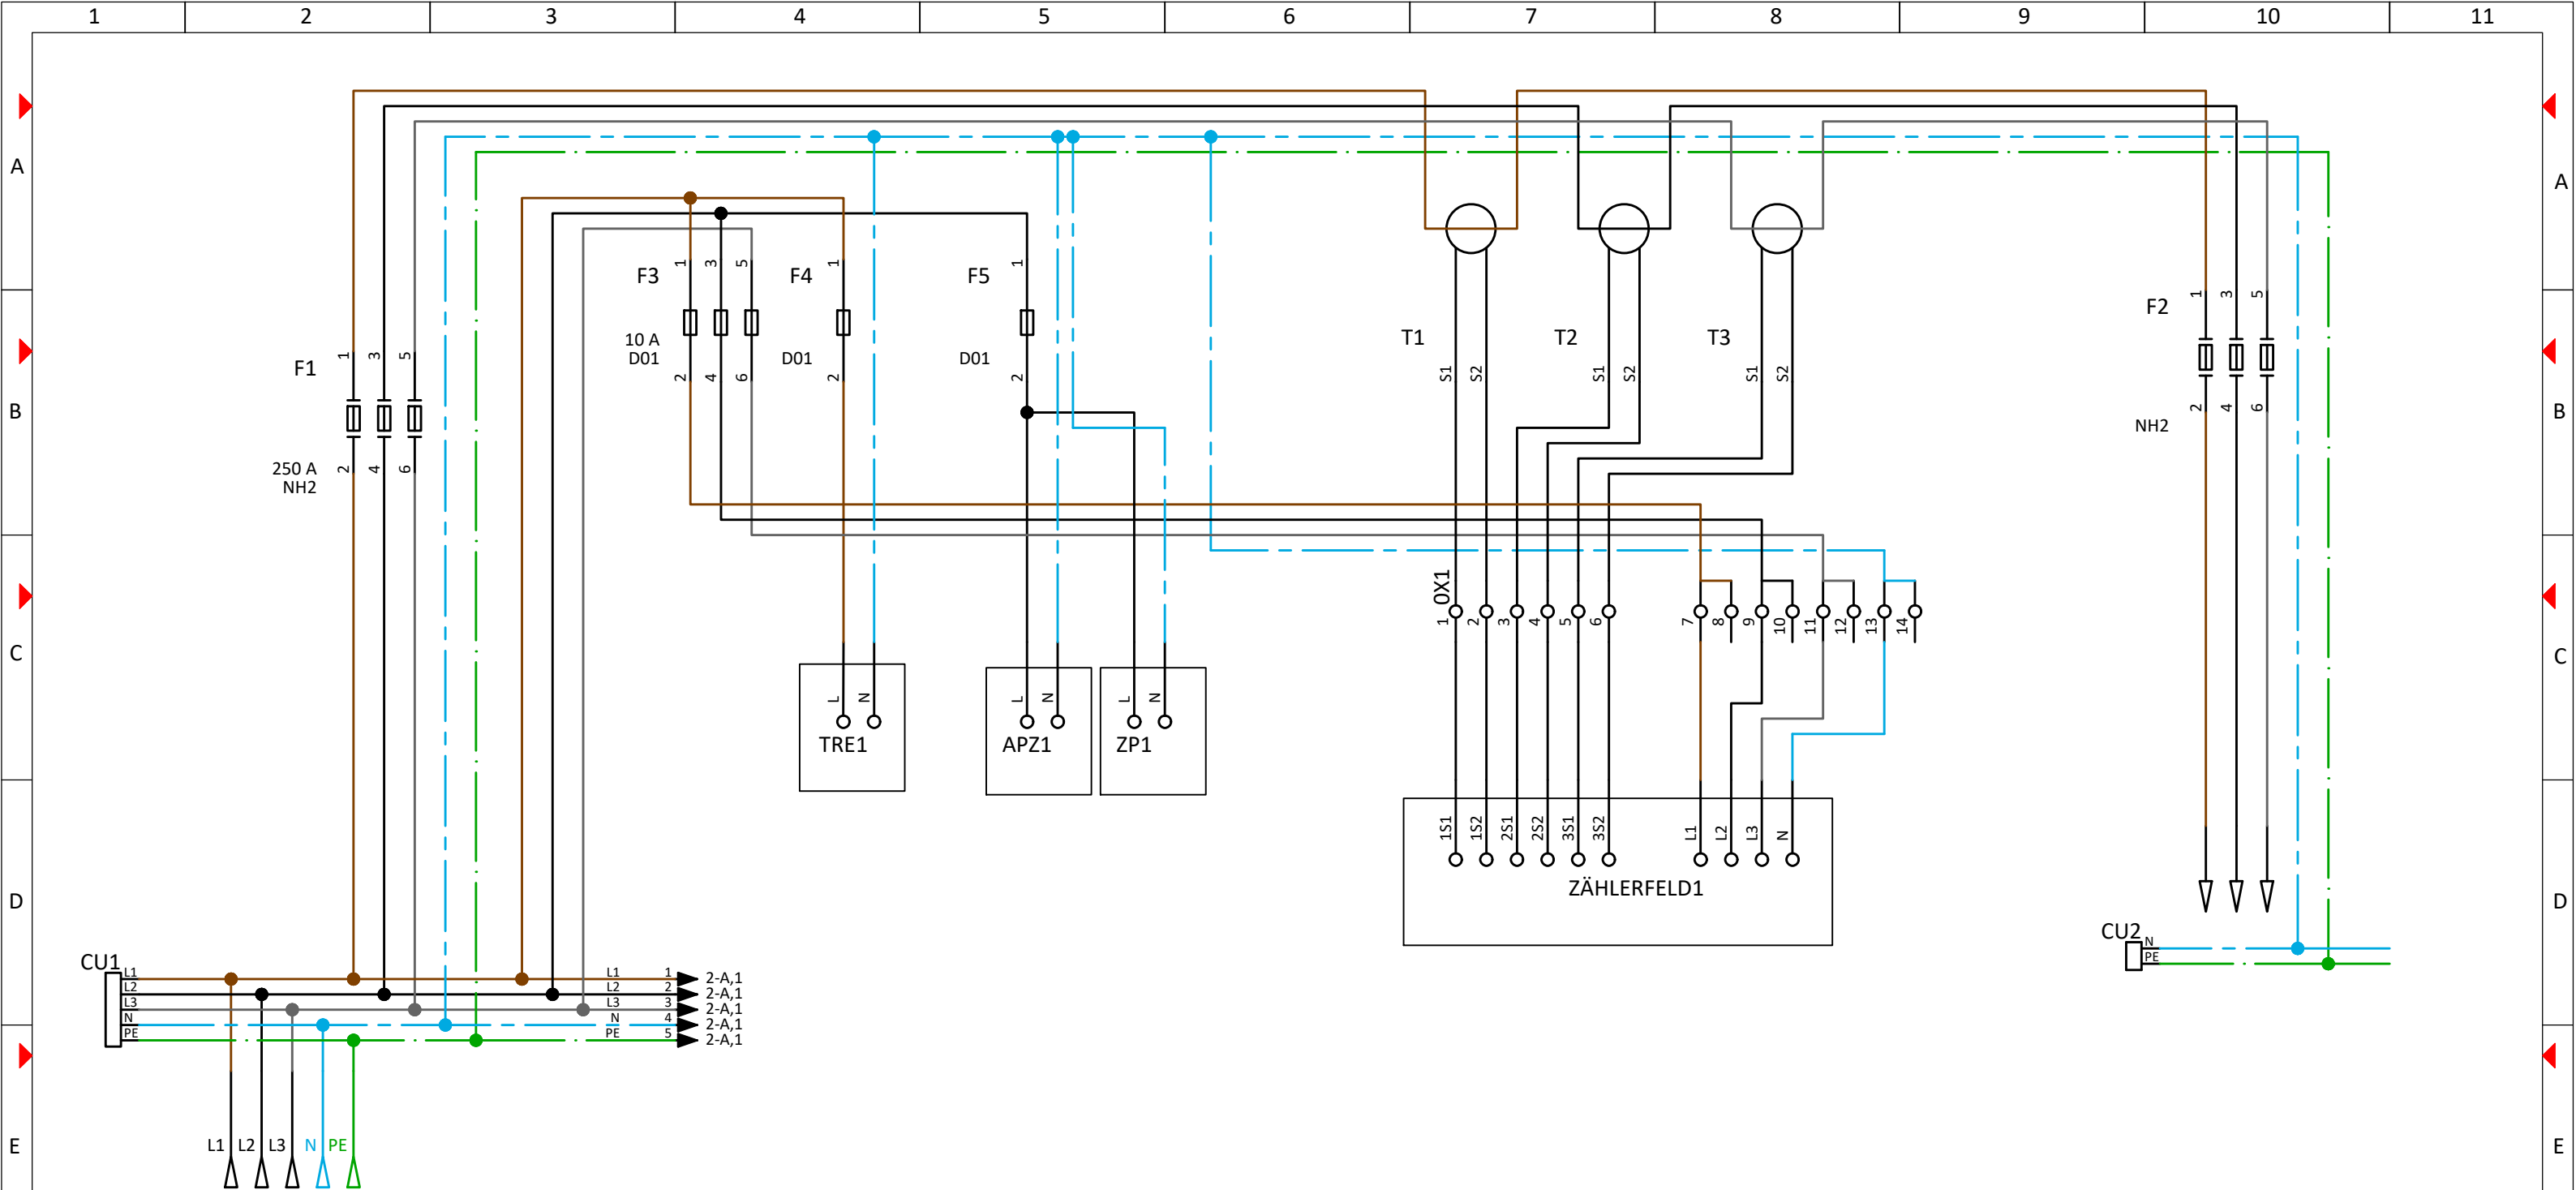 1 2 3 4 5 6 7 8 9 10 11
A A
F3 1 3 5 F4 1 F5 1
F2 1 3 5
10 A
D01 D01 D01
T1 T2 T3
F1 1 3 5
2 4 6 2 2
S1 S2 S1 S2 S1 S2
2 4 6
NH2
B B
250 A
NH2
2 4 6
0X1
1 2 3 4 5 6 7 8 9 10 11 12 13 14
C C
L N L N L N
TRE1 APZ1 ZP1
1S1 1S2 2S1 2S2 3S1 3S2 L1 L2 L3 N
ZÄHLERFELD1
D D
CU2 N
PE
CU1
L1 L1 1 2-A,1
L2 L2 2 2-A,1
L3 L3 3 2-A,1
N N 4 2-A,1
PE PE 5 2-A,1
E L1 L2 L3 N PE E